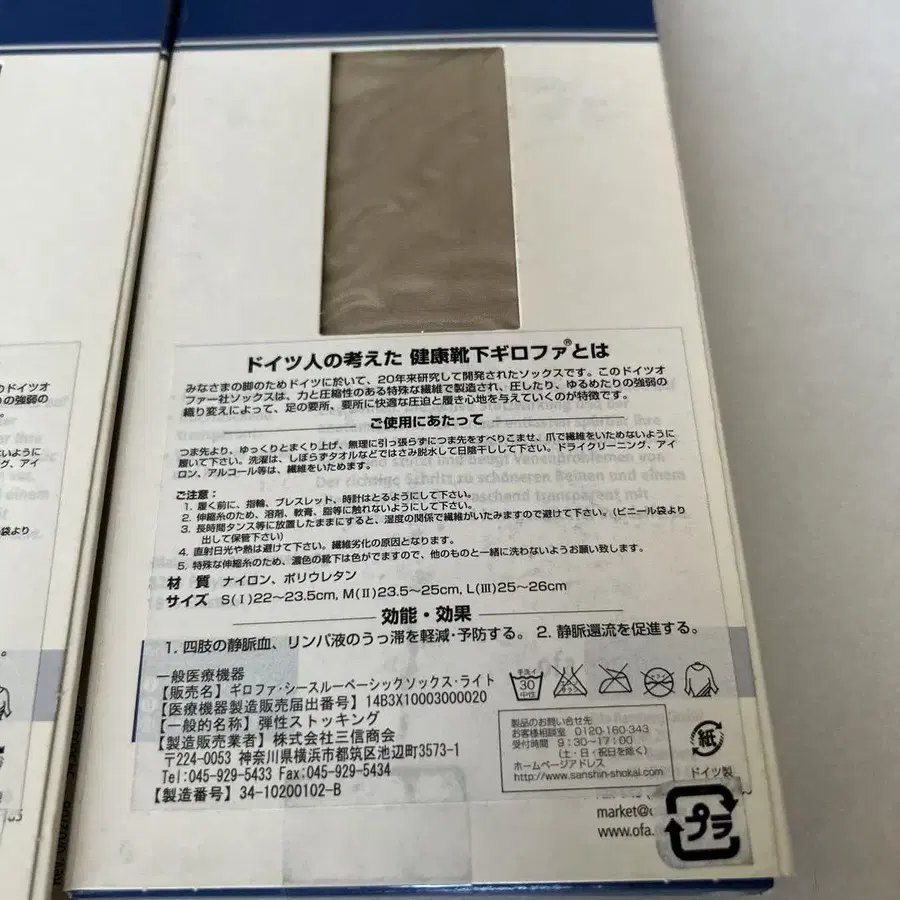 ドイツ人の考えた 健康靴下ギロファ®とは
みなさまの脚のためドイツに於いて、20年来研究して開発されたソックスです。このドイツオ
ファー社ソックスは、力と圧縮性のある特殊な繊維で製造され、圧したり、ゆるめたりの強弱の
織り変えによって、足の要所、要所に快適な圧迫と履き心地を与えていくのが特徴です。
ご使用にあたって
つま先より、ゆっくりとまくり上げ、無理に引っ張らずにつま先をすべりこませ、爪で繊維をいためないように
履いて下さい。洗濯は、しぼらずタオルなどではさみ脱水して日陰干しして下さい。ドライクリーニング、アイ
ロン、アルコール等は、繊維をいためます。
ご注意:
1. 履く前に、指輪、ブレスレット、時計はとるようにして下さい。
2. 伸縮糸のため、溶剤、軟膏、脂等に触れないようにして下さい。
3. 長時間タンス等に放置したままにすると、湿度の関係で繊維がいたみますので避けて下さい。(ビニール袋より
出して保管下さい)
4. 直射日光や熱は避けて下さい。繊維劣化の原因となります。
5. 特殊な伸縮糸のため、濃色の靴下は色がでますので、他のものと一緒に洗わないようお願い致します。
材 質 ナイロン、ポリウレタン
サイズ S(Ⅰ)22〜23.5cm, M(Ⅱ)23.5〜25cm, L(Ⅲ)25〜26cm
効能・効果
1. 四肢の静脈血、リンパ液のうっ滞を軽減・予防する。 2. 静脈還流を促進する。
一般医療機器
【販売名】ギロファ・シースルーベーシックソックス・ライト
【医療機器製造販売届出番号】14B3X10003000020
【一般的名称】弾性ストッキング
【製造販売業者】株式会社三信商会
〒224-0053 神奈川県横浜市都筑区池辺町3573-1
Tel:045-929-5433 Fax:045-929-5434
【製造番号】34-10200102-B
手洗イ
30
中性
製品のお問い合せ先
お客様相談室 0120-160-343
受付時間 9:30〜17:00
(土・日・祝日を除く)
ホームページアドレス
http://www.sanshin-shokai.com/
紙
ドイツ製
プラ
market@
www.ofa.
のドイツオ
の強弱の
ないように
グ、アイ
袋より